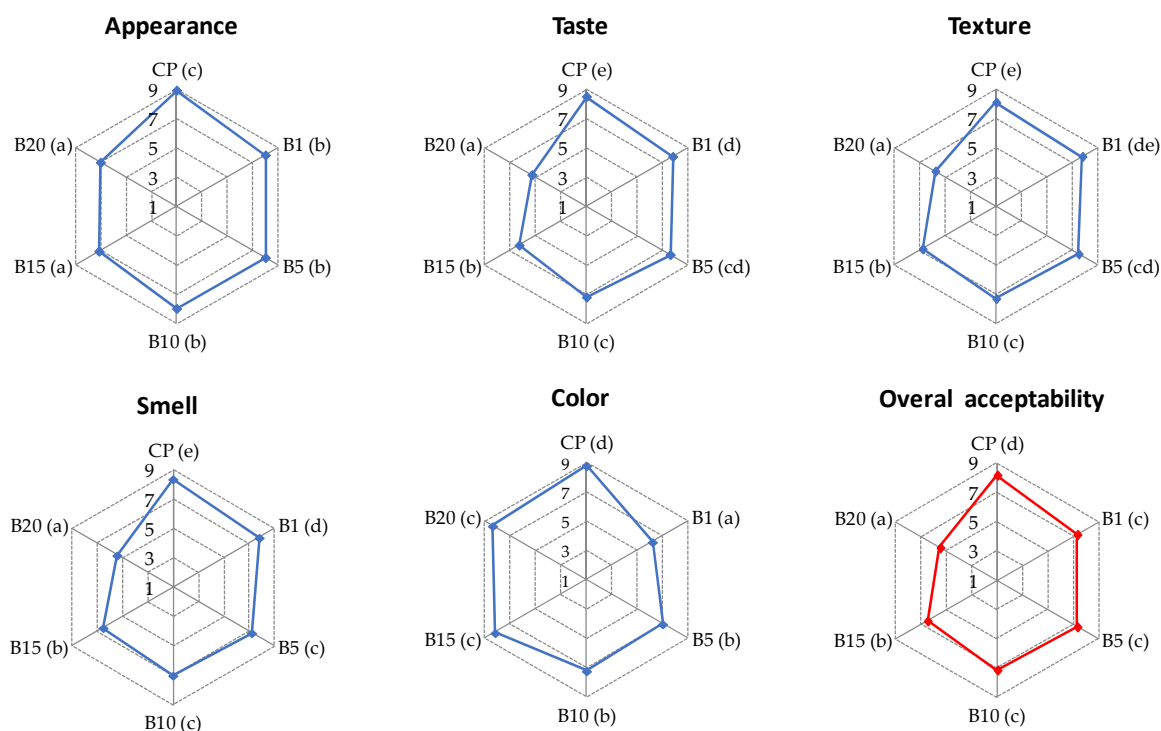 Appearance
CP (c)
9
7
5
3
1
B20 (a)
B1 (b)
B15 (a)
B5 (b)
B10 (b)
Taste
CP (e)
9
7
5
3
1
B20 (a)
B1 (d)
B15 (b)
B5 (cd)
B10 (c)
Texture
CP (e)
9
7
5
3
1
B20 (a)
B1 (de)
B15 (b)
B5 (cd)
B10 (c)
Smell
CP (e)
9
7
5
3
1
B20 (a)
B1 (d)
B15 (b)
B5 (c)
B10 (c)
Color
CP (d)
9
7
5
3
1
B20 (c)
B1 (a)
B15 (c)
B5 (b)
B10 (b)
Overal acceptability
CP (d)
9
7
5
3
1
B20 (a)
B1 (c)
B15 (b)
B5 (c)
B10 (c)